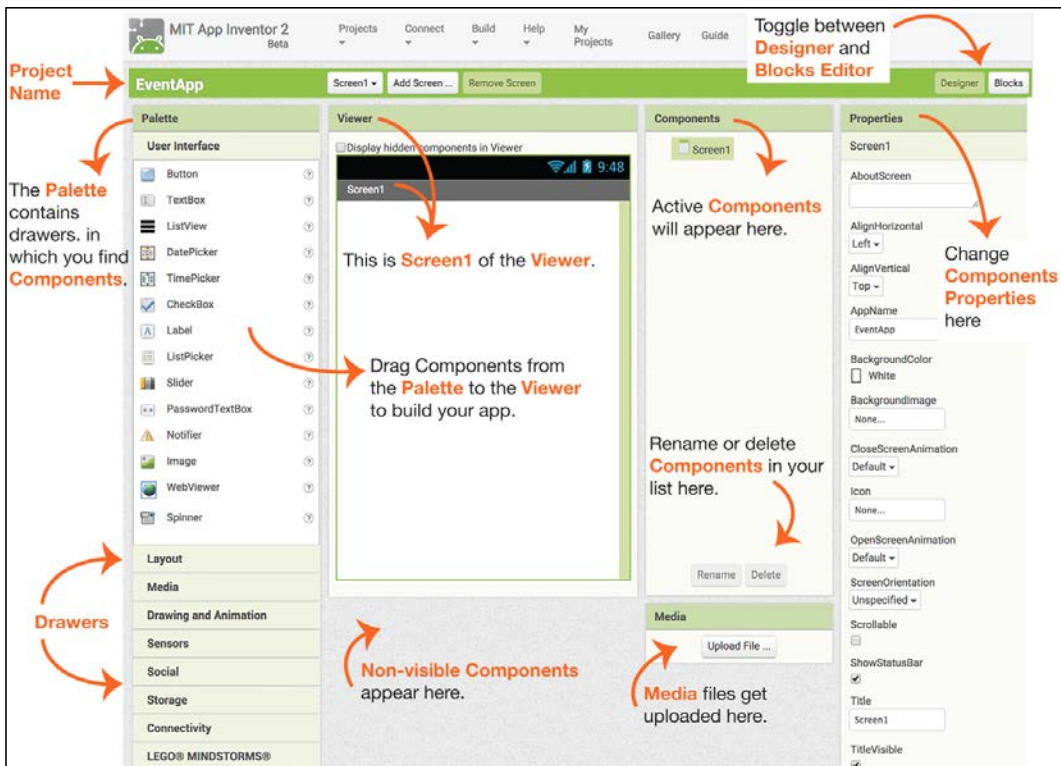 MIT App Inventor 2
Beta
Projects
Connect
Build
Help
My
Projects
Gallery
Guide
Toggle between
Designer and
Blocks Editor
Project
Name
EventApp
Screen1
Add Screen ...
Remove Screen
Designer
Blocks
Palette
User Interface
Button
TextBox
ListView
DatePicker
TimePicker
CheckBox
Label
ListPicker
Slider
PasswordTextBox
Notifier
Image
WebViewer
Spinner
Layout
Media
Drawing and Animation
Sensors
Social
Storage
Connectivity
LEGO® MINDSTORMS®
The Palette
contains
drawers. in
which you find
Components.
Drawers
Viewer
Display hidden components in Viewer
9:48
Screen1
This is Screen1 of the Viewer.
Drag Components from
the Palette to the Viewer
to build your app.
Non-visible Components
appear here.
Components
Screen1
Active Components
will appear here.
Rename or delete
Components in your
list here.
Rename
Delete
Media
Upload File ...
Media files get
uploaded here.
Properties
Screen1
AboutScreen
AlignHorizontal
Left
AlignVertical
Top
AppName
EventApp
BackgroundColor
White
BackgroundImage
None...
CloseScreenAnimation
Default
Icon
None...
OpenScreenAnimation
Default
ScreenOrientation
Unspecified
Scrollable
ShowStatusBar
Title
Screen1
TitleVisible
Change
Components
Properties
here